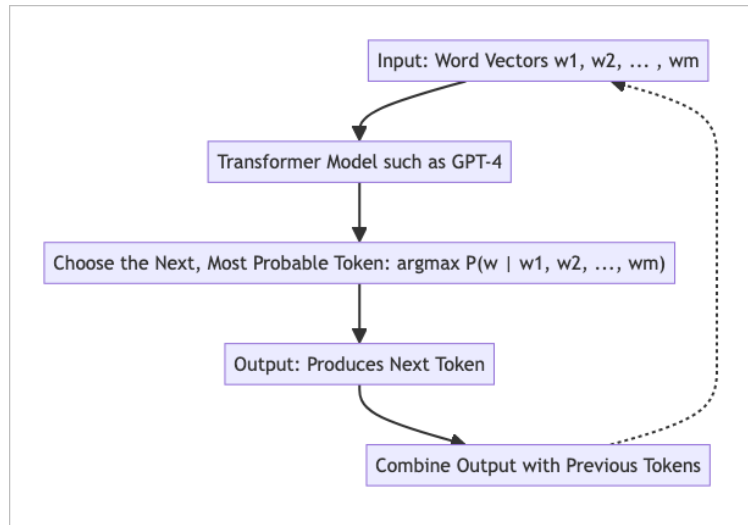 Input: Word Vectors w1, w2, ... , wm
Transformer Model such as GPT-4
Choose the Next, Most Probable Token: argmax P(w | w1, w2, ..., wm)
Output: Produces Next Token
Combine Output with Previous Tokens